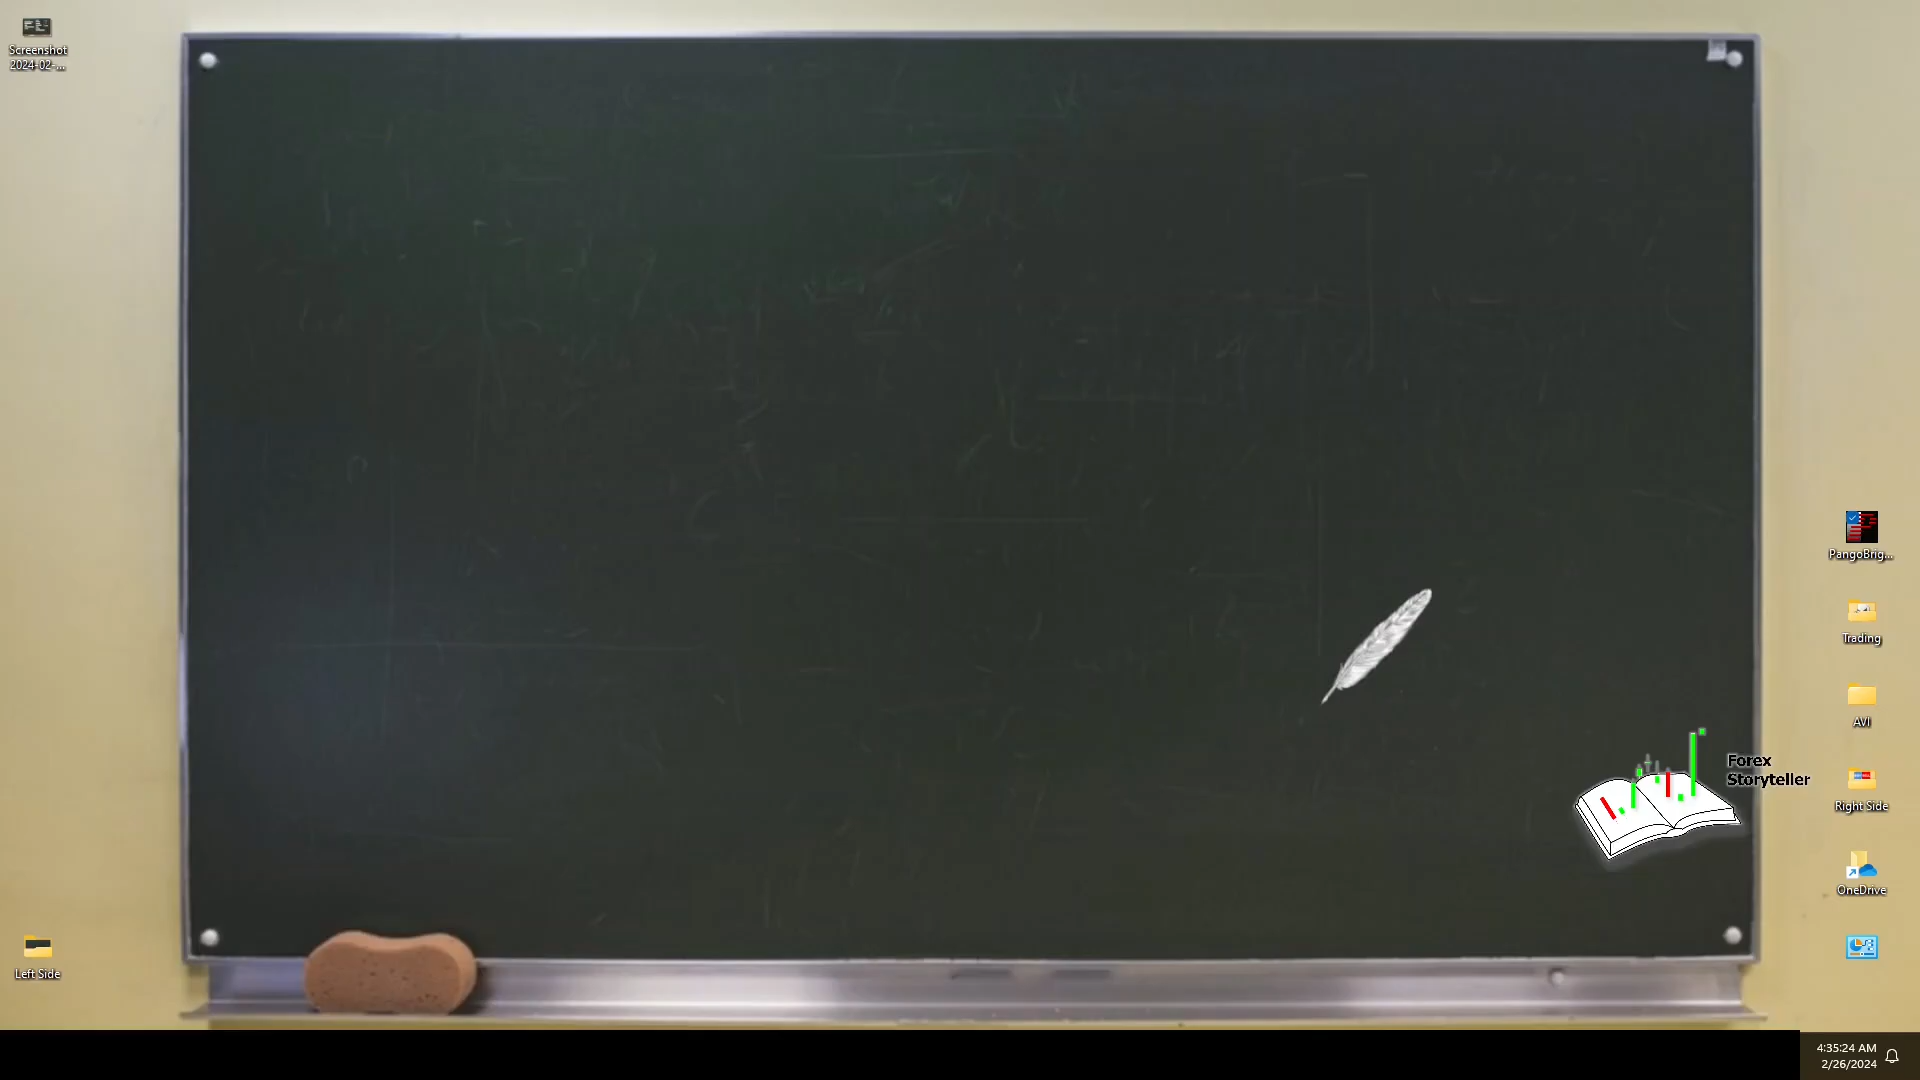 Screenshot
2024-02-...
PangoBrig...
Trading
AVI
Forex
Storyteller
Right Side
OneDrive
Left Side
4:35:24 AM
2/26/2024